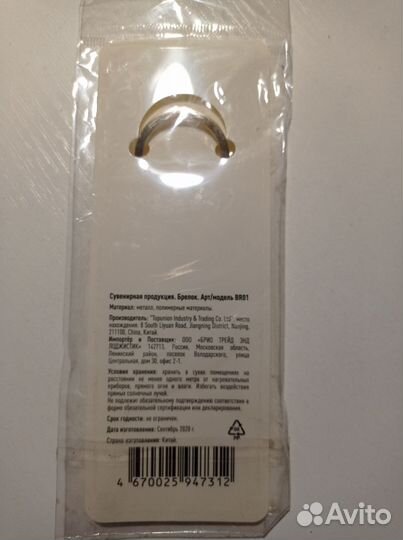 Сувенирная продукция. Брелок. Арт/модель BR01
Материал: металл, полимерные материалы.
Производитель: "Topunion Industry & Trading Co. Ltd", место
нахождения: 8 South Liyuan Road, Jiangning District, Nanjing,
211100, China, Китай.
Импортёр и Поставщик: ООО «БРИО ТРЕЙД ЭНД
ЛОДЖИСТИК» 142713, Россия, Московская область,
Ленинский район, поселок Володарского, улица
Центральная, дом 30, офис 2-1.
Условия хранения: хранить в сухих помещениях на
расстоянии не менее одного метра от нагревательных
приборов, прямого огня и влаги. Избегать воздействия
прямых солнечных лучей.
Не подлежит обязательному подтверждению соответствия в
форме обязательной сертификации или декларирования.
Срок годности: не ограничен.
Дата изготовления: Сентябрь 2020 г.
Страна изготовления: Китай.
4 670025 947312
Avito